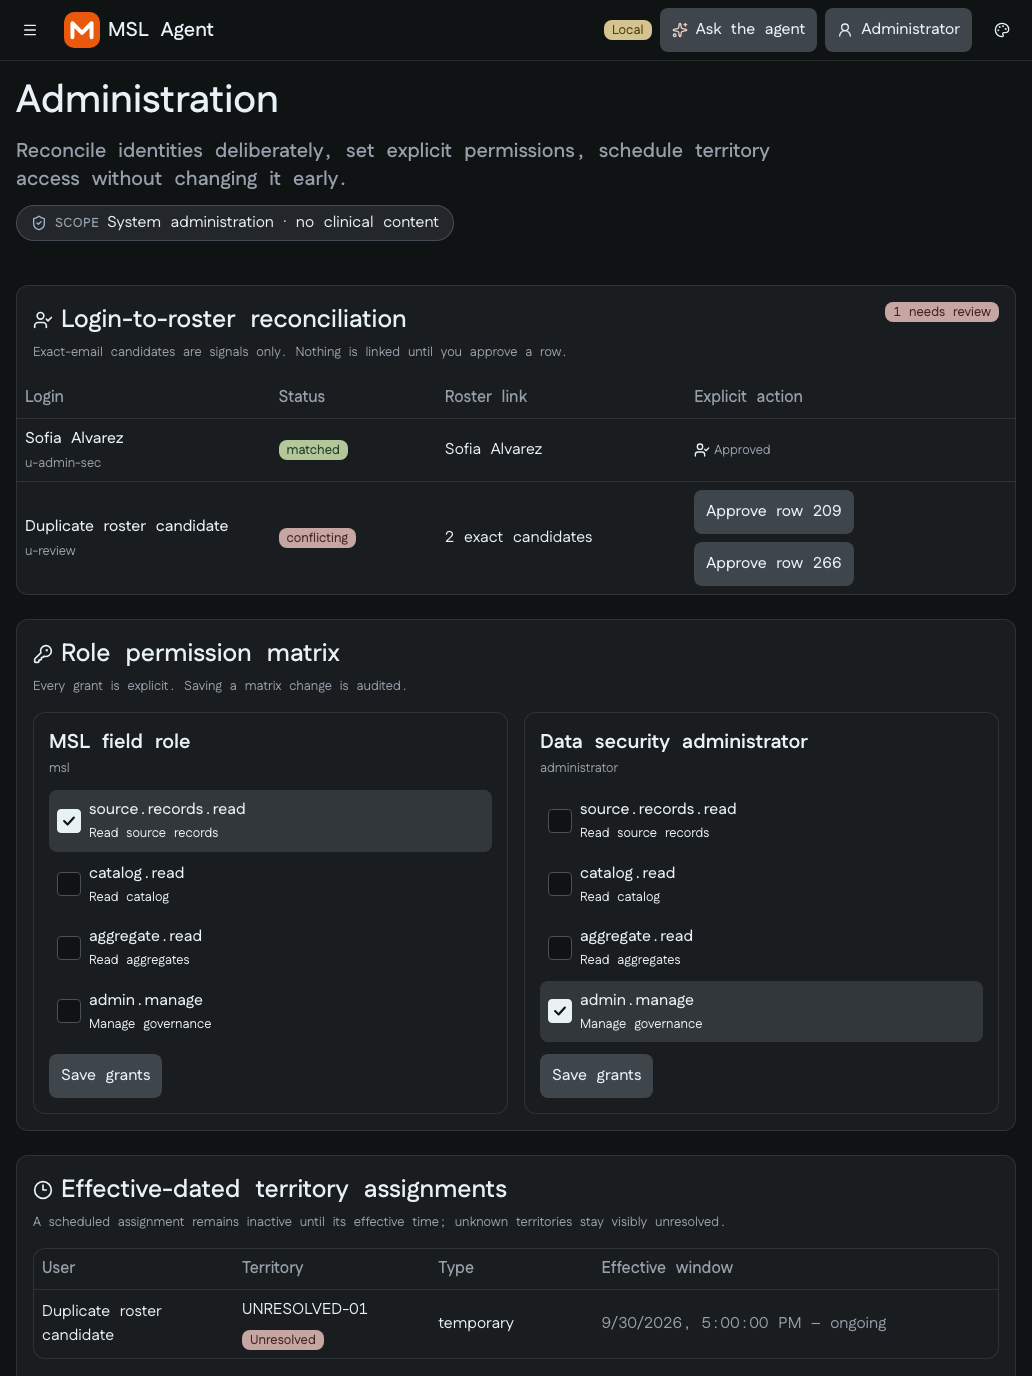 MSL Agent
Local
Ask the agent
Administrator
Administration
Reconcile identities deliberately, set explicit permissions, schedule territory
access without changing it early.
SCOPE System administration · no clinical content
Login-to-roster reconciliation
1 needs review
Exact-email candidates are signals only. Nothing is linked until you approve a row.
Login Status Roster link Explicit action
Sofia Alvarez
u-admin-sec
matched
Sofia Alvarez
Approved
Duplicate roster candidate
u-review
conflicting
2 exact candidates
Approve row 209
Approve row 266
Role permission matrix
Every grant is explicit. Saving a matrix change is audited.
MSL field role
msl
source.records.read
Read source records
catalog.read
Read catalog
aggregate.read
Read aggregates
admin.manage
Manage governance
Save grants
Data security administrator
administrator
source.records.read
Read source records
catalog.read
Read catalog
aggregate.read
Read aggregates
admin.manage
Manage governance
Save grants
Effective-dated territory assignments
A scheduled assignment remains inactive until its effective time; unknown territories stay visibly unresolved.
User Territory Type Effective window
Duplicate roster
candidate
UNRESOLVED-01
Unresolved
temporary
9/30/2026, 5:00:00 PM – ongoing